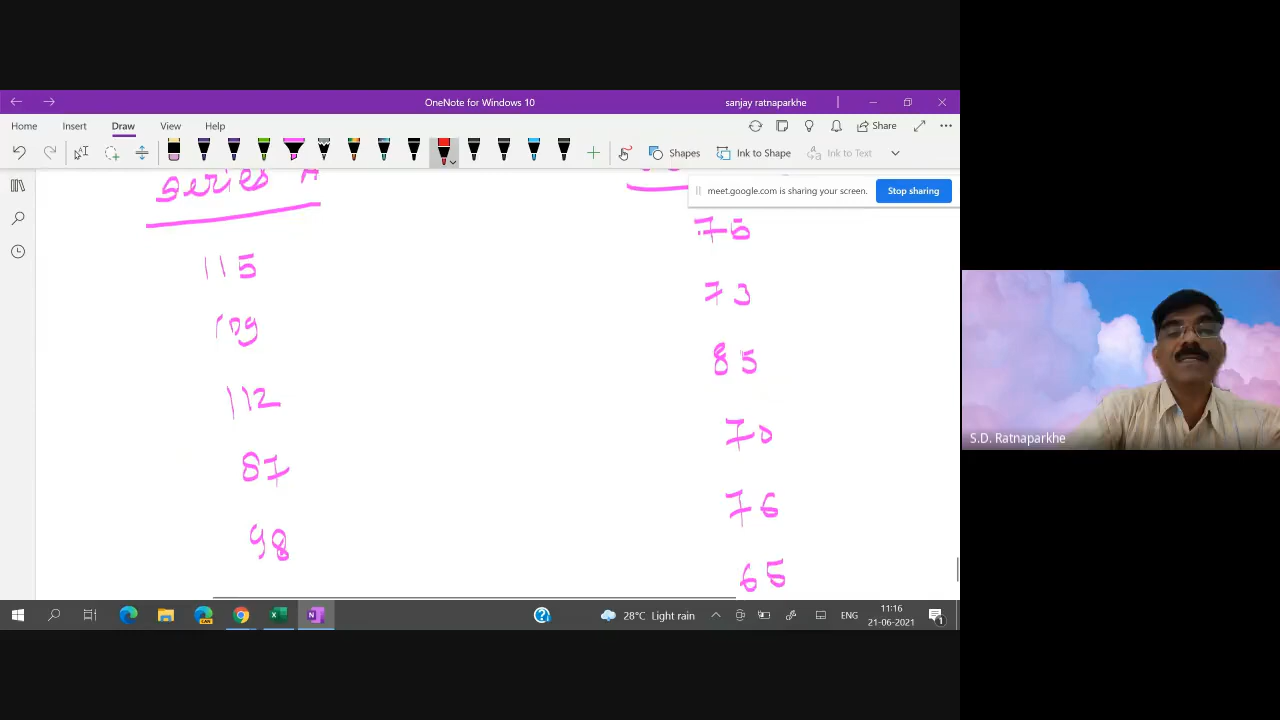 OneNote for Windows 10
sanjay ratnaparkhe
Home Insert Draw View Help
Share
Shapes Ink to Shape Ink to Text
Series A
meet.google.com is sharing your screen. Stop sharing
75
115
73
109
85
112
70
87
76
98
65
S.D. Ratnaparkhe
28°C Light rain
ENG
11:16
21-06-2021